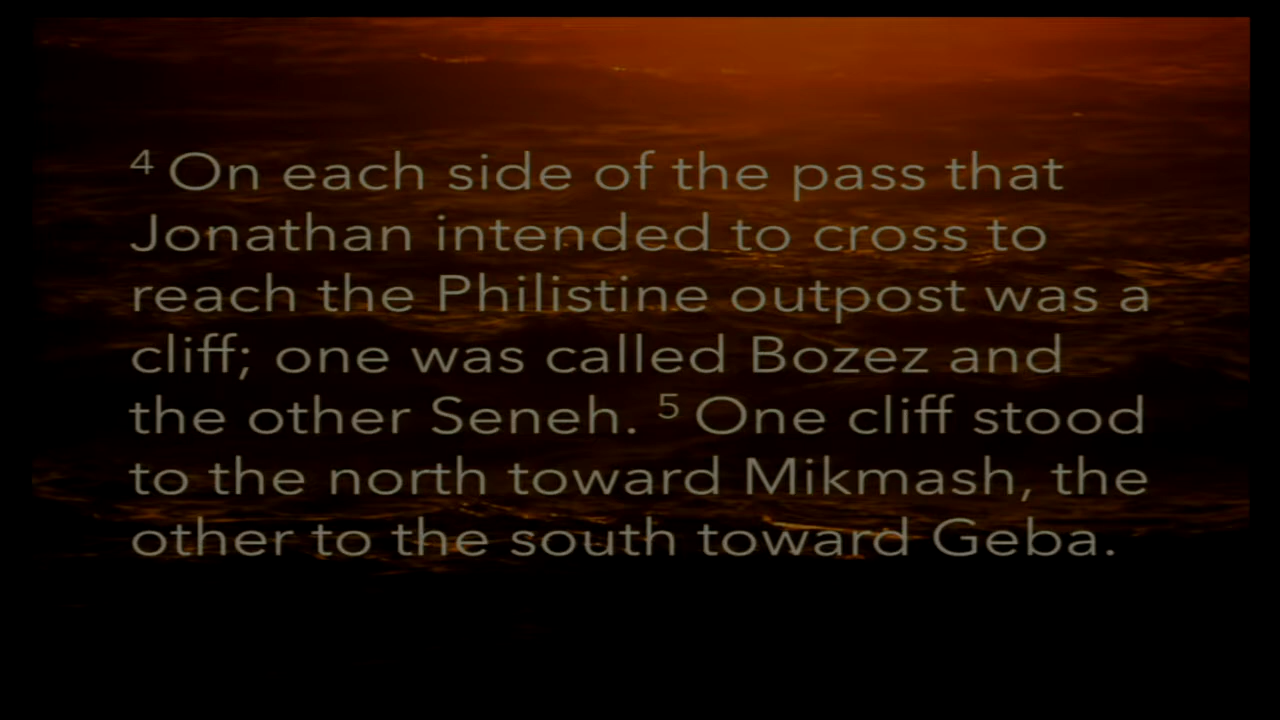 4 On each side of the pass that
Jonathan intended to cross to
reach the Philistine outpost was a
cliff; one was called Bozez and
the other Seneh. 5 One cliff stood
to the north toward Mikmash, the
other to the south toward Geba.